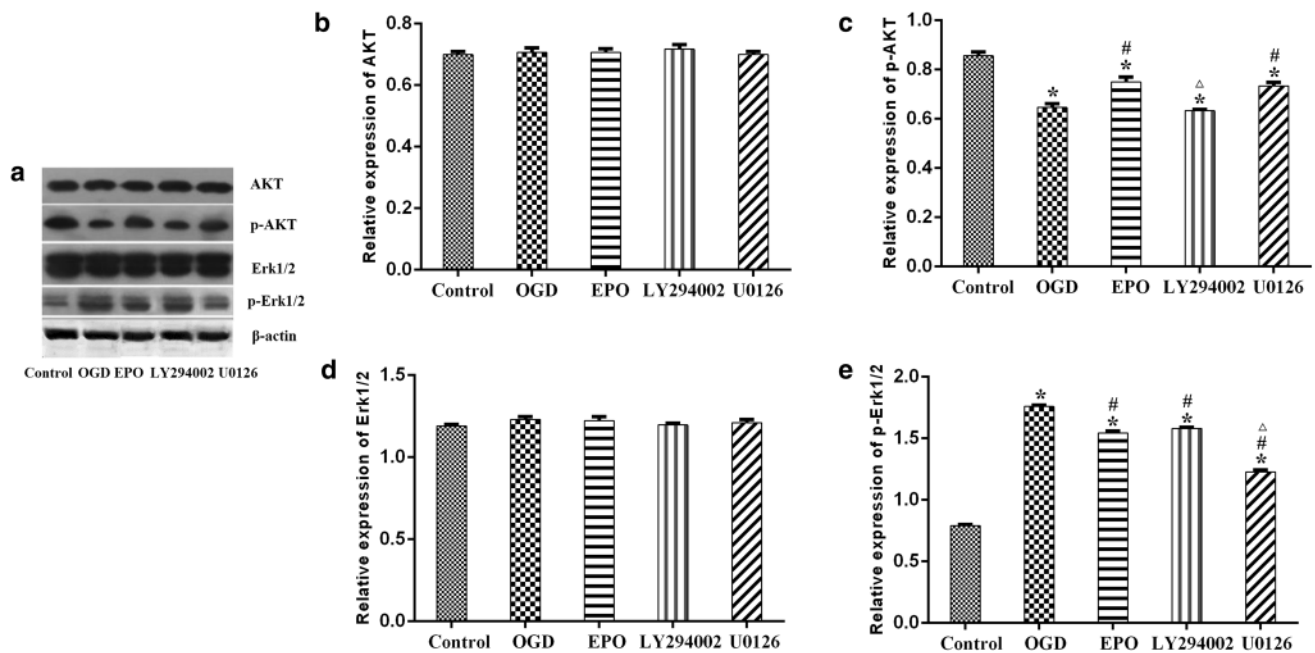 a
AKT
p-AKT
Erk1/2
p-Erk1/2
β-actin
Control OGD EPO LY294002 U0126
b
Relative expression of AKT
0.8
0.6
0.4
0.2
0.0
Control OGD EPO LY294002 U0126
c
Relative expression of p-AKT
1.0
0.8
0.6
0.4
0.2
0.0
*
#
*
△
*
#
*
Control OGD EPO LY294002 U0126
d
Relative expression of Erk1/2
1.5
1.0
0.5
0.0
Control OGD EPO LY294002 U0126
e
Relative expression of p-Erk1/2
2.0
1.5
1.0
0.5
0.0
*
#
*
#
*
△
#
*
Control OGD EPO LY294002 U0126